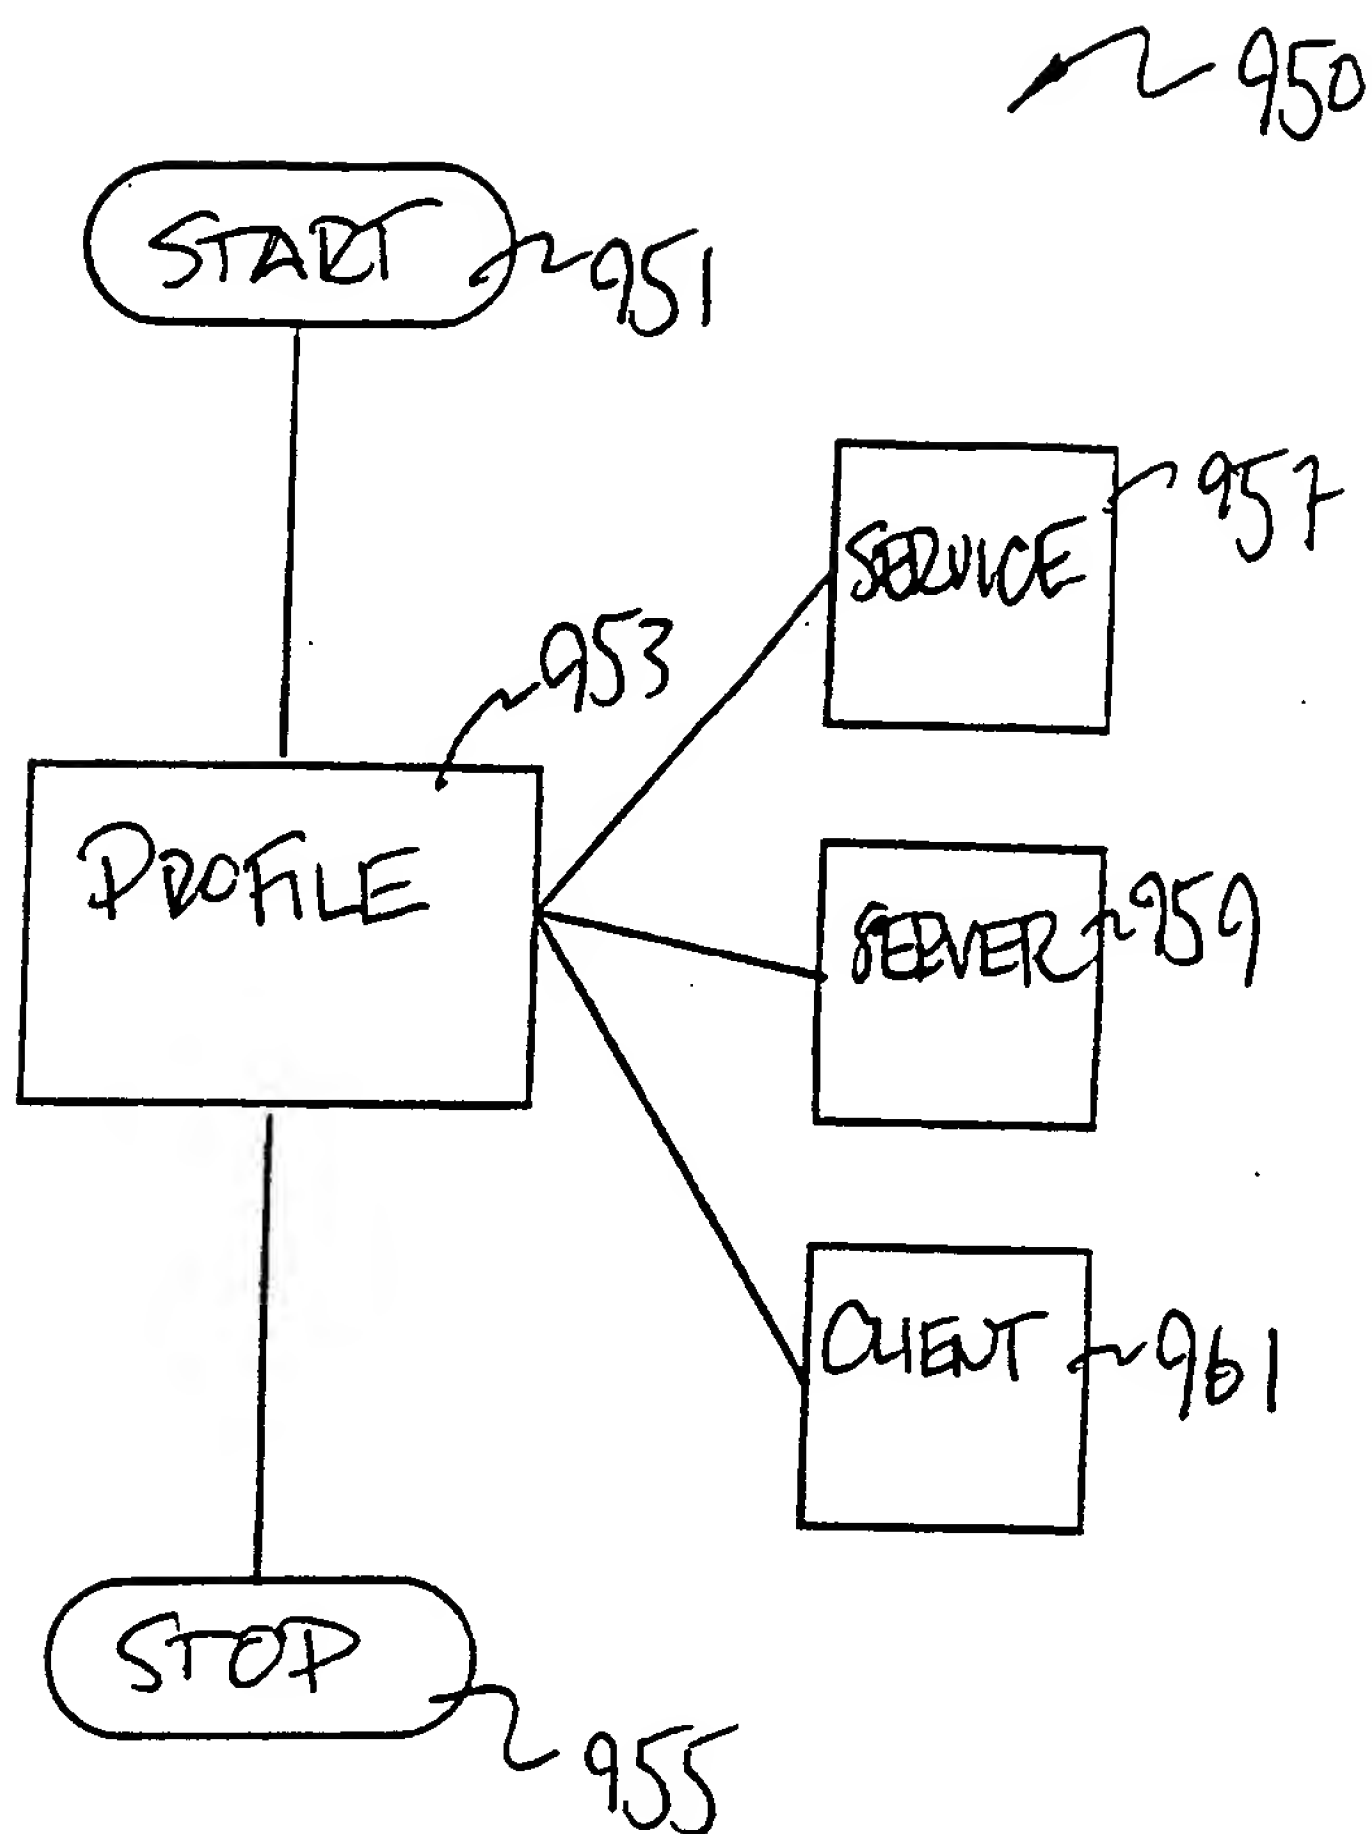 950
START
951
SERVICE
957
953
PROFILE
SERVER
959
CLIENT
961
STOP
955